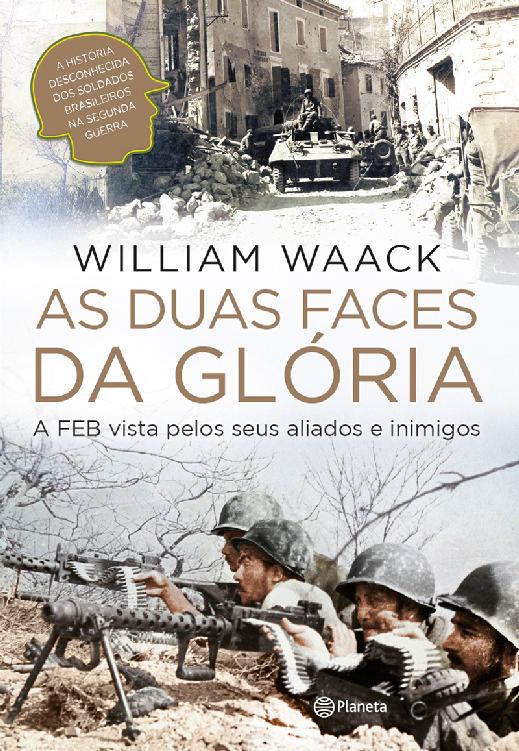 A HISTÓRIA
DESCONHECIDA
DOS SOLDADOS
BRASILEIROS
NA SEGUNDA
GUERRA
WILLIAM WAACK
AS DUAS FACES
DA GLÓRIA
A FEB vista pelos seus aliados e inimigos
Planeta